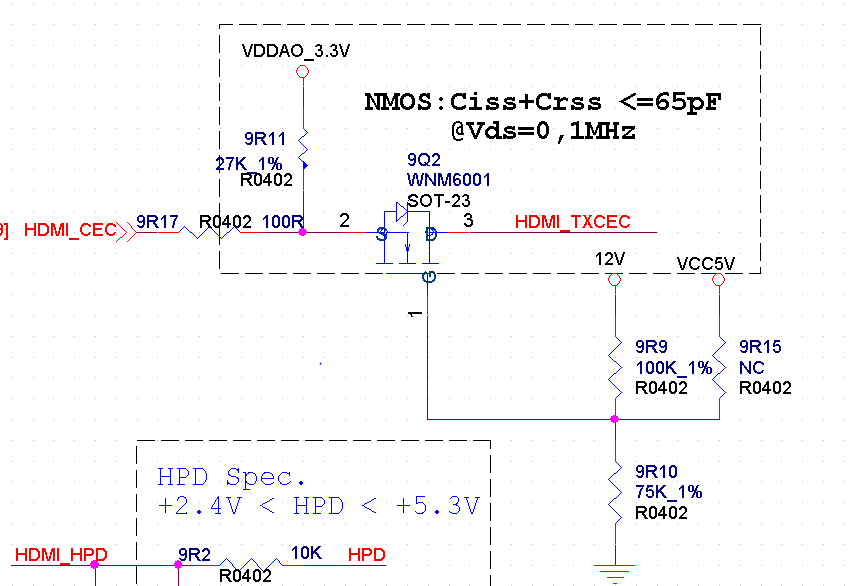 VDDAO_3.3V
NMOS:Ciss+Crss <=65pF
@Vds=0,1MHz
9R11
27K_1%
R0402
9Q2
WNM6001
SOT-23
9] HDMI_CEC
9R17
R0402
100R
2
S
D
3
HDMI_TXCEC
G
1
12V
VCC5V
9R9
100K_1%
R0402
9R15
NC
R0402
9R10
75K_1%
R0402
HPD Spec.
+2.4V < HPD < +5.3V
HDMI_HPD
9R2
R0402
10K
HPD